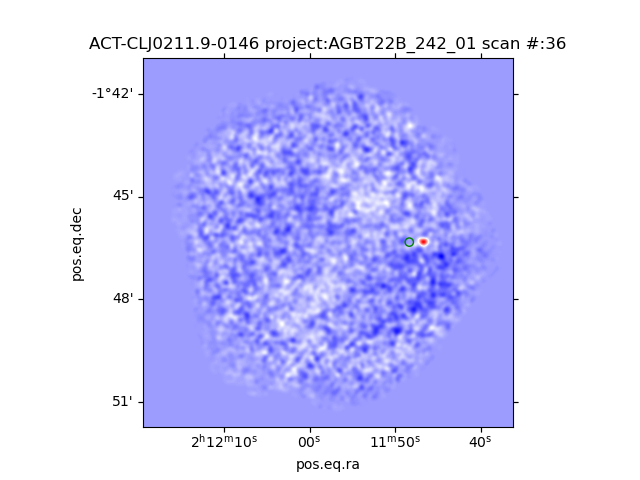 ACT-CLJ0211.9-0146 project:AGBT22B_242_01 scan #:36
-1°42'
45'
48'
51'
pos.eq.dec
2ʰ12ᵐ10ˢ 00ˢ 11ᵐ50ˢ 40ˢ
pos.eq.ra